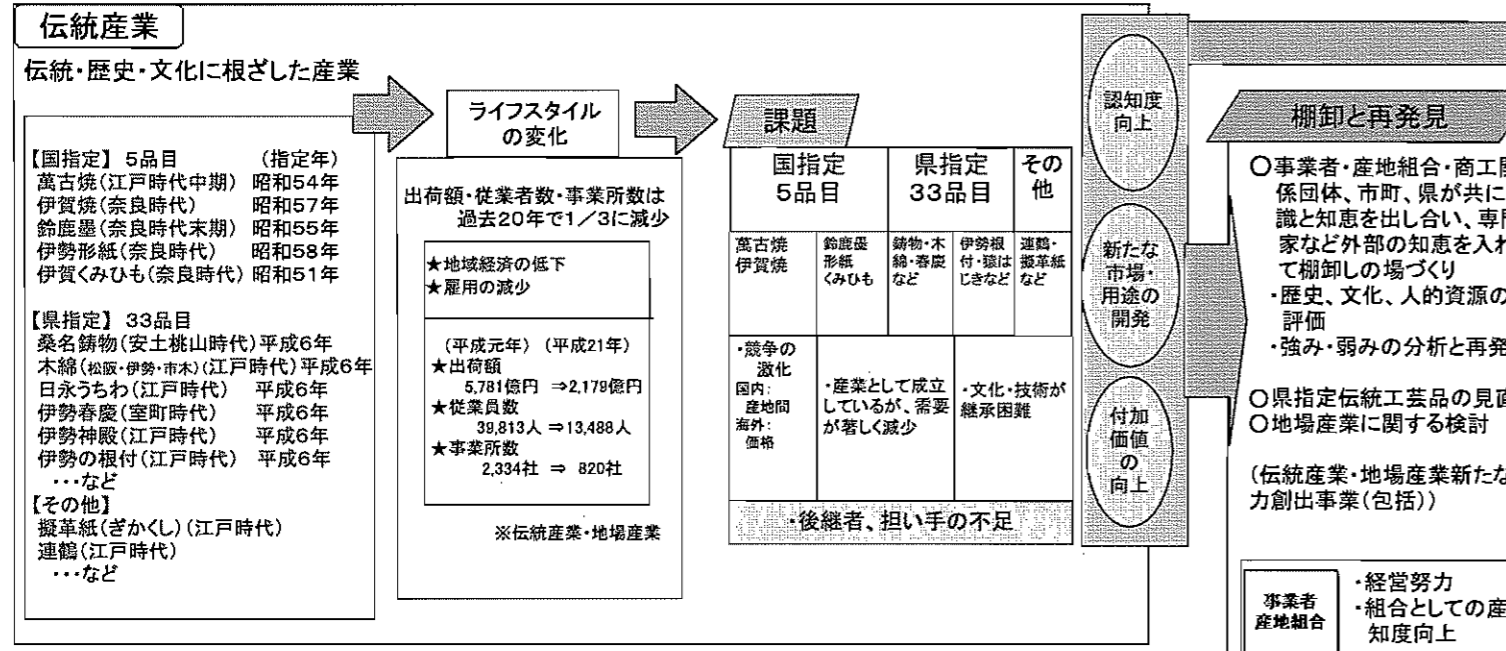 伝統産業
伝統・歴史・文化に根ざした産業
【国指定】 5品目 (指定年)
萬古焼(江戸時代中期) 昭和54年
伊賀焼(奈良時代) 昭和57年
鈴鹿墨(奈良時代末期) 昭和55年
伊勢形紙(奈良時代) 昭和58年
伊賀くみひも(奈良時代) 昭和51年
【県指定】 33品目
桑名鋳物(安土桃山時代)平成6年
木綿(松阪・伊勢・市木)(江戸時代)平成6年
日永うちわ(江戸時代) 平成6年
伊勢春慶(室町時代) 平成6年
伊勢神殿(江戸時代) 平成6年
伊勢の根付(江戸時代) 平成6年
・・・など
【その他】
擬革紙(ぎかくし)(江戸時代)
連鶴(江戸時代)
・・・など
ライフスタイル
の変化
出荷額・従業者数・事業所数は
過去20年で1/3に減少
★地域経済の低下
★雇用の減少
(平成元年) (平成21年)
★出荷額
5,781億円 ⇒2,179億円
★従業員数
39,813人 ⇒13,488人
★事業所数
2,334社 ⇒ 820社
※伝統産業・地場産業
課題
国指定
5品目
県指定
33品目
その
他
萬古焼
伊賀焼
鈴鹿墨
形紙
くみひも
鋳物・木
綿・春慶
など
伊勢根
付・猿は
じきなど
連鶴・
擬革紙
など
・競争の
激化
国内:
産地間
海外:
価格
・産業として成立
しているが、需要
が著しく減少
・文化・技術が
継承困難
・後継者、担い手の不足
認知度
向上
新たな
市場・
用途の
開発
付加
価値
の
向上
棚卸と再発見
○事業者・産地組合・商工関
係団体、市町、県が共に
識と知恵を出し合い、専門
家など外部の知恵を入れ
て棚卸しの場づくり
・歴史、文化、人的資源の
評価
・強み・弱みの分析と再発
○県指定伝統工芸品の見直
○地場産業に関する検討
(伝統産業・地場産業新たな
力創出事業(包括))
事業者
産地組合
・経営努力
・組合としての産
知度向上